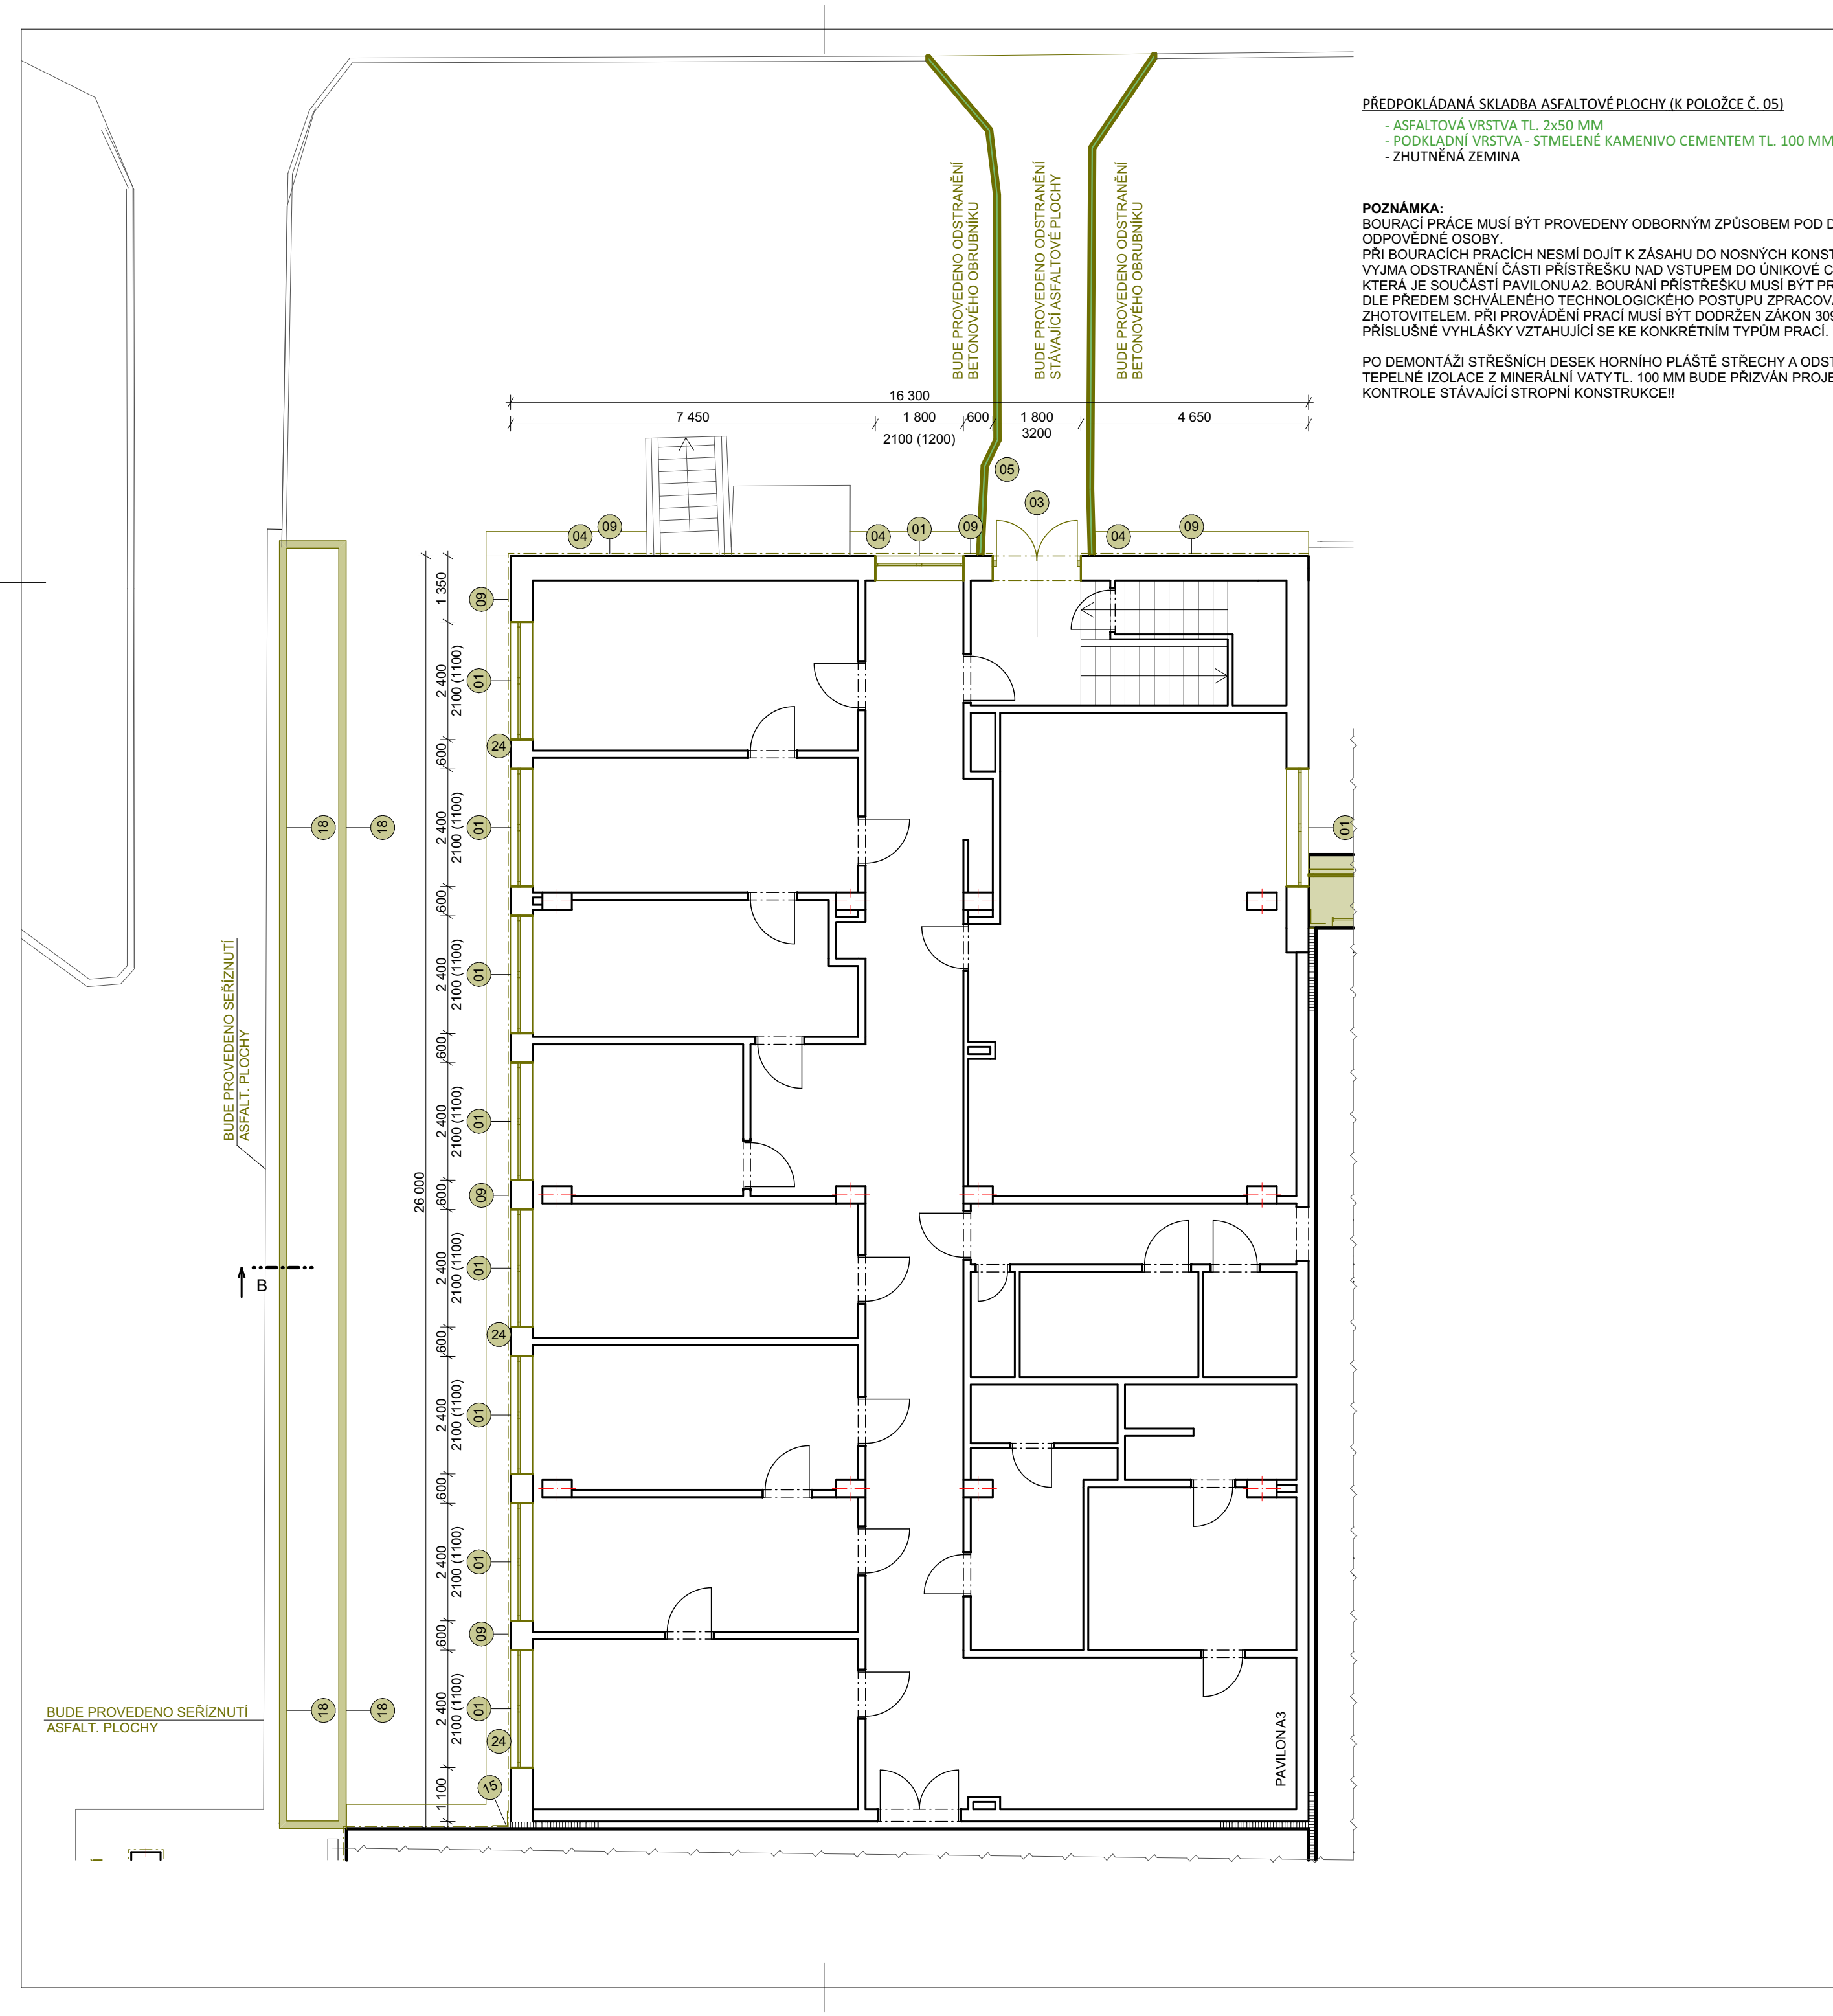 PŘEDPOKLÁDANÁ SKLADBA ASFALTOVÉ PLOCHY (K POLOŽCE Č. 05)
- ASFALTOVÁ VRSTVA TL. 2x50 MM
- PODKLADNÍ VRSTVA - STMELENÉ KAMENIVO CEMENTEM TL. 100 MM
- ZHUTNĚNÁ ZEMINA
POZNÁMKA:
BOURACÍ PRÁCE MUSÍ BÝT PROVEDENY ODBORNÝM ZPŮSOBEM POD D
ODPOVĚDNÉ OSOBY.
PŘI BOURACÍCH PRACÍCH NESMÍ DOJÍT K ZÁSAHU DO NOSNÝCH KONST
VYJMA ODSTRANĚNÍ ČÁSTI PŘÍSTŘEŠKU NAD VSTUPEM DO ÚNIKOVÉ C
KTERÁ JE SOUČÁSTÍ PAVILONU A2. BOURÁNÍ PŘÍSTŘEŠKU MUSÍ BÝT PR
DLE PŘEDEM SCHVÁLENÉHO TECHNOLOGICKÉHO POSTUPU ZPRACOV
ZHOTOVITELEM. PŘI PROVÁDĚNÍ PRACÍ MUSÍ BÝT DODRŽEN ZÁKON 309
PŘÍSLUŠNÉ VYHLÁŠKY VZTAHUJÍCÍ SE KE KONKRÉTNÍM TYPŮM PRACÍ.
PO DEMONTÁŽI STŘEŠNÍCH DESEK HORNÍHO PLÁŠTĚ STŘECHY A ODST
TEPELNÉ IZOLACE Z MINERÁLNÍ VATY TL. 100 MM BUDE PŘIZVÁN PROJE
KONTROLE STÁVAJÍCÍ STROPNÍ KONSTRUKCE!!
BUDE PROVEDENO ODSTRANĚNÍ
BETONOVÉHO OBRUBNÍKU
BUDE PROVEDENO ODSTRANĚNÍ
STÁVAJÍCÍ ASFALTOVÉ PLOCHY
BUDE PROVEDENO ODSTRANĚNÍ
BETONOVÉHO OBRUBNÍKU
16 300
7 450
1 800
600
1 800
4 650
2100 (1200)
3200
05
03
04
09
04
01
09
04
09
26 000
1 350
09
2 400
2100 (1100)
01
600
24
2 400
2100 (1100)
01
18
18
01
600
2 400
2100 (1100)
01
600
2 400
2100 (1100)
01
BUDE PROVEDENO SEŘÍZNUTÍ
ASFALT. PLOCHY
600
09
2 400
2100 (1100)
01
B
600
24
2 400
2100 (1100)
01
600
2 400
2100 (1100)
01
600
09
2 400
2100 (1100)
01
18
18
BUDE PROVEDENO SEŘÍZNUTÍ
ASFALT. PLOCHY
24
15
1 100
PAVILON A3